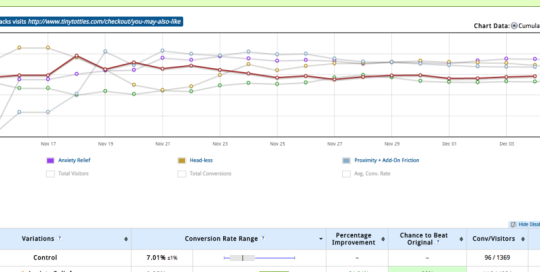 acks visits http://www.tinytotties.com/checkout/you-may-also-like
Chart Data: Cumula
Nov 17 Nov 19 Nov 21 Nov 23 Nov 25 Nov 27 Nov 29 Dec 01 Dec 03
Anxiety Relief Head-less Proximity + Add-On Friction
Total Visitors Total Conversions Avg. Conv. Rate
Hide Disa
Variations ? Conversion Rate Range ? Percentage Improvement ? Chance to Beat Original ? Conv/Visitors ?
Control 7.01% ±1% – – 96 / 1369